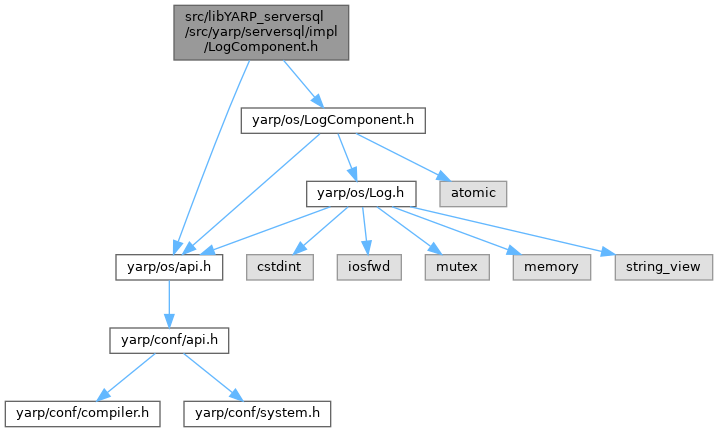 src/libYARP_serversql
/src/yarp/serversql/impl
/LogComponent.h
yarp/os/LogComponent.h
yarp/os/Log.h
atomic
yarp/os/api.h
cstdint
iosfwd
mutex
memory
string_view
yarp/conf/api.h
yarp/conf/compiler.h
yarp/conf/system.h